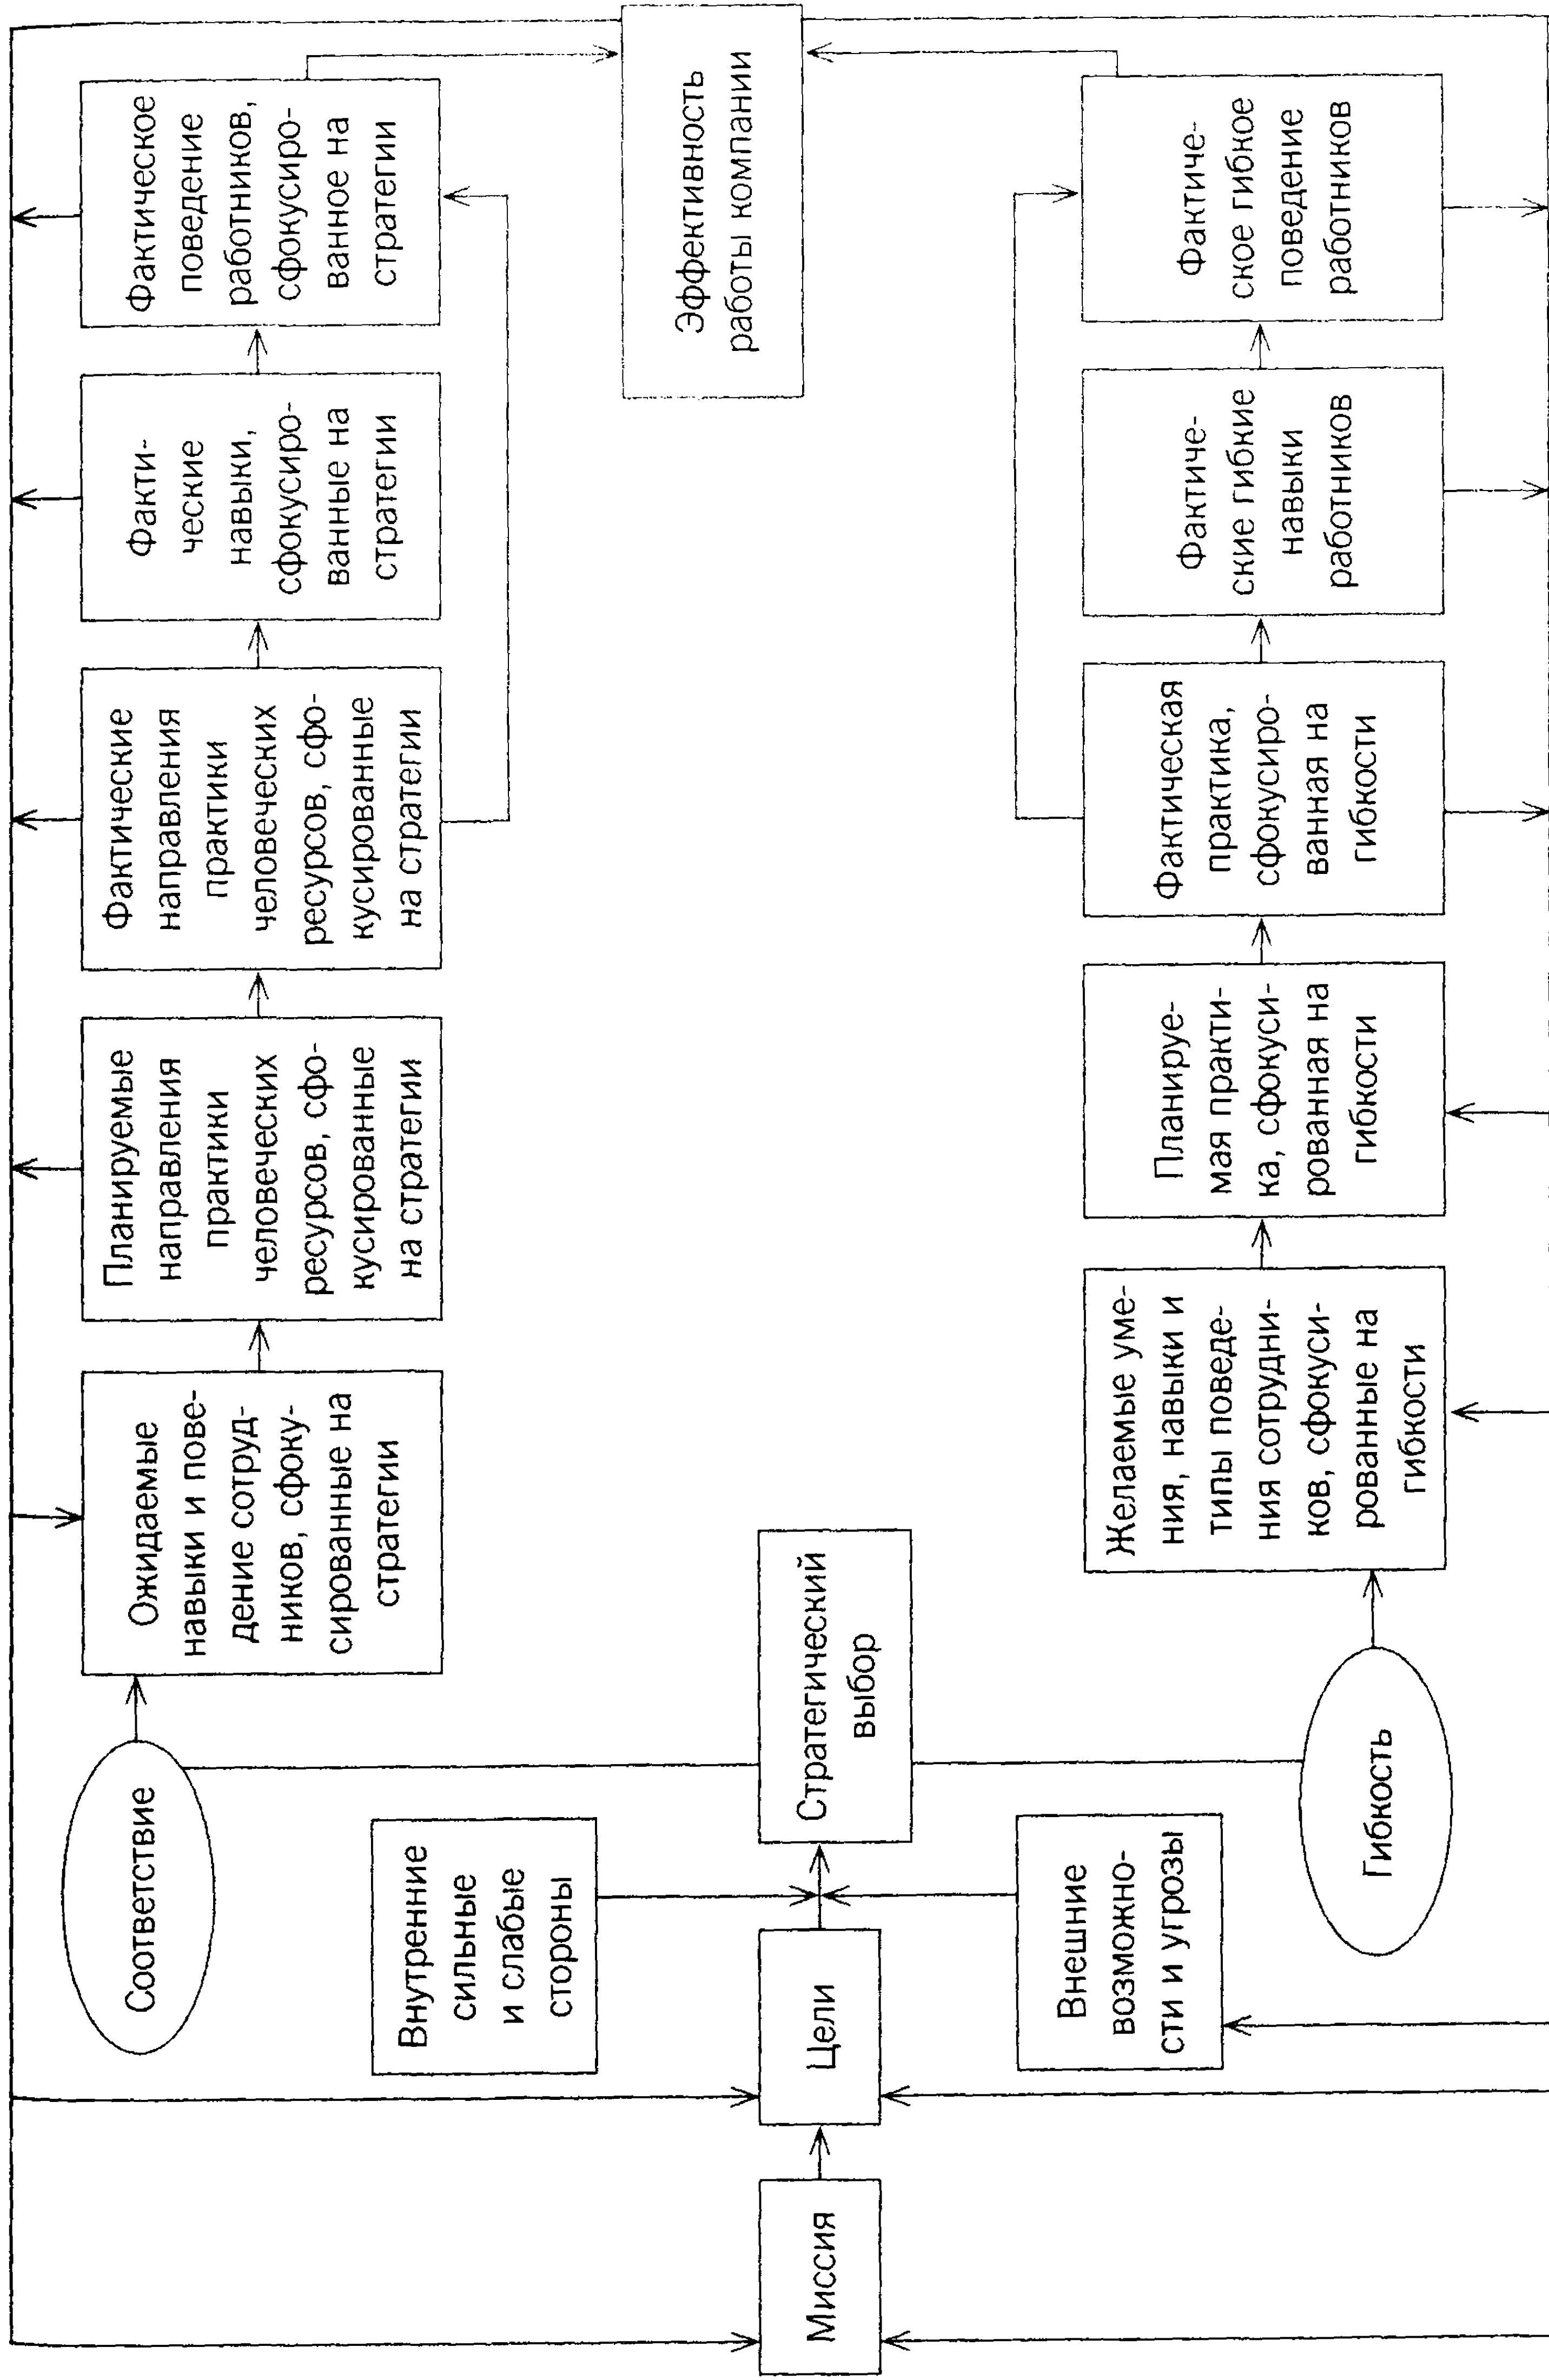 Соответствие
Ожидаемые
навыки и пове-
дение сотруд-
ников, сфоку-
сированные на
стратегии
Планируемые
направления
практики
человеческих
ресурсов, сфо-
кусированные
на стратегии
Фактические
направления
практики
человеческих
ресурсов, сфо-
кусированные
на стратегии
Факти-
ческие
навыки,
сфокусиро-
ванные на
стратегии
Фактическое
поведение
работников,
сфокусиро-
ванное на
стратегии
Внутренние
сильные
и слабые
стороны
Миссия
Цели
Стратегический
выбор
Эффективность
работы компании
Внешние
возможно-
сти и угрозы
Гибкость
Желаемые уме-
ния, навыки и
типы поведе-
ния сотрудни-
ков, сфокуси-
рованные на
гибкости
Планируе-
мая практи-
ка, сфокуси-
рованная на
гибкости
Фактическая
практика,
сфокусиро-
ванная на
гибкости
Фактиче-
ские гибкие
навыки
работников
Фактиче-
ское гибкое
поведение
работников